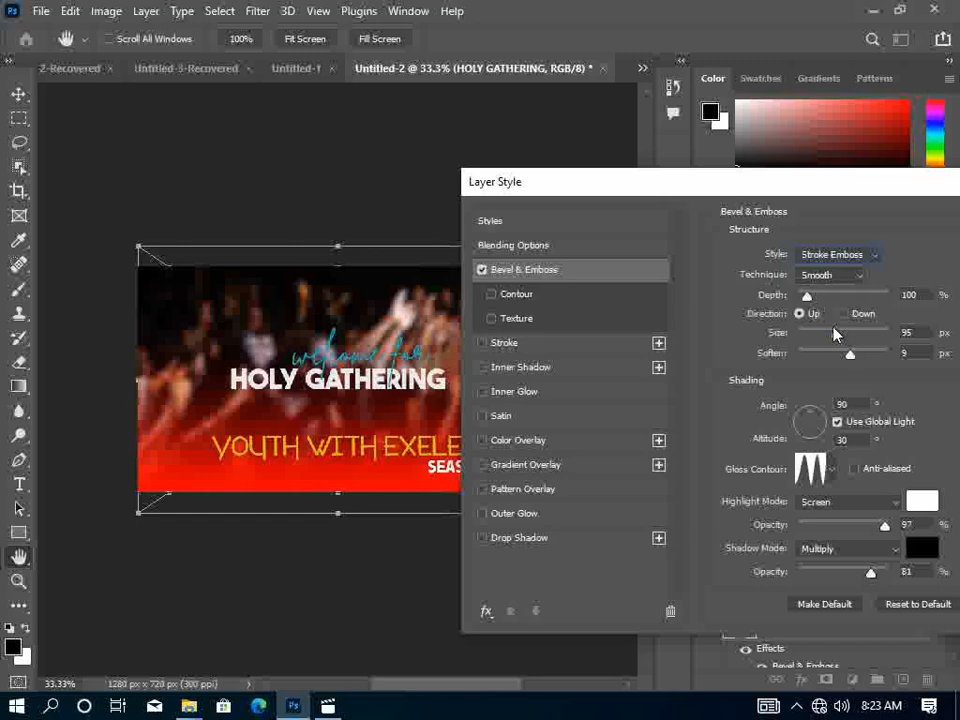 File Edit Image Layer Type Select Filter 3D View Plugins Window Help
Scroll All Windows 100% Fit Screen Fill Screen
2-Recovered × Untitled-3-Recovered × Untitled-1 × Untitled-2 @ 33.3% (HOLY GATHERING, RGB/8) * ×
Color Swatches Gradients Patterns
Layer Style
Styles
Blending Options
Bevel & Emboss
Contour
Texture
Stroke
Inner Shadow
Inner Glow
Satin
Color Overlay
Gradient Overlay
Pattern Overlay
Outer Glow
Drop Shadow
Bevel & Emboss
Structure
Style: Stroke Emboss
Technique: Smooth
Depth: 100 %
Direction: Up Down
Size: 95 px
Soften: 9 px
Shading
Angle: 90 °
Use Global Light
Altitude: 30 °
Gloss Contour: Anti-aliased
Highlight Mode: Screen
Opacity: 97 %
Shadow Mode: Multiply
Opacity: 81 %
Make Default Reset to Default
fx
welcome for
HOLY GATHERING
YOUTH WITH EXELE
SEAS
Effects
Bevel & Emboss
33.33% 1280 px x 720 px (300 ppi)
8:23 AM